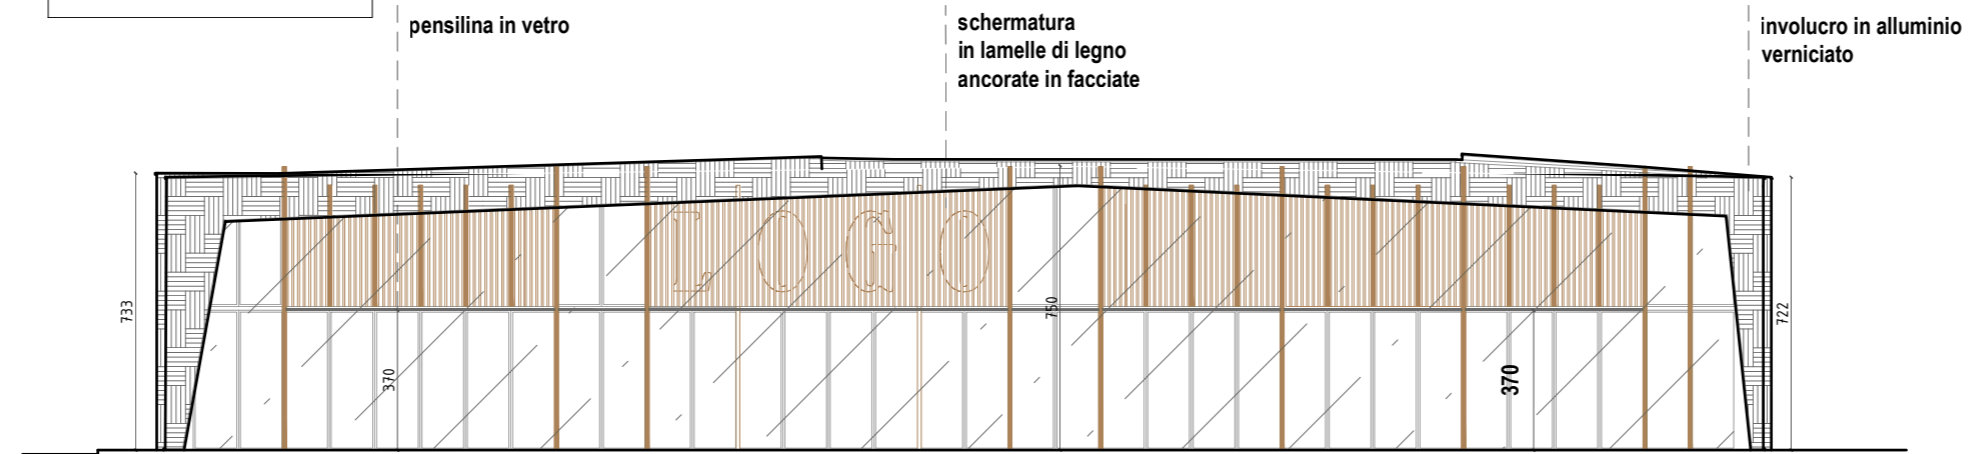 pensilina in vetro
schermatura
in lamelle di legno
ancorate in facciate
involucro in alluminio
verniciato
LOGO
733
370
750
370
722